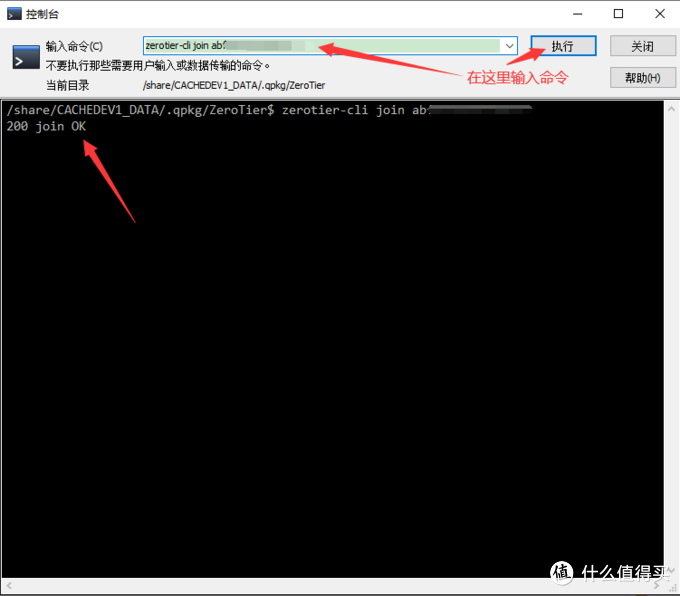 控制台
输入命令(C)
zerotier-cli join abf
执行
关闭
不要执行那些需要用户输入或数据传输的命令。
在这里输入命令
帮助(H)
当前目录
/share/CACHEDEV1_DATA/.qpkg/ZeroTier
/share/CACHEDEV1_DATA/.qpkg/ZeroTier$ zerotier-cli join ab
200 join OK
值 什么值得买